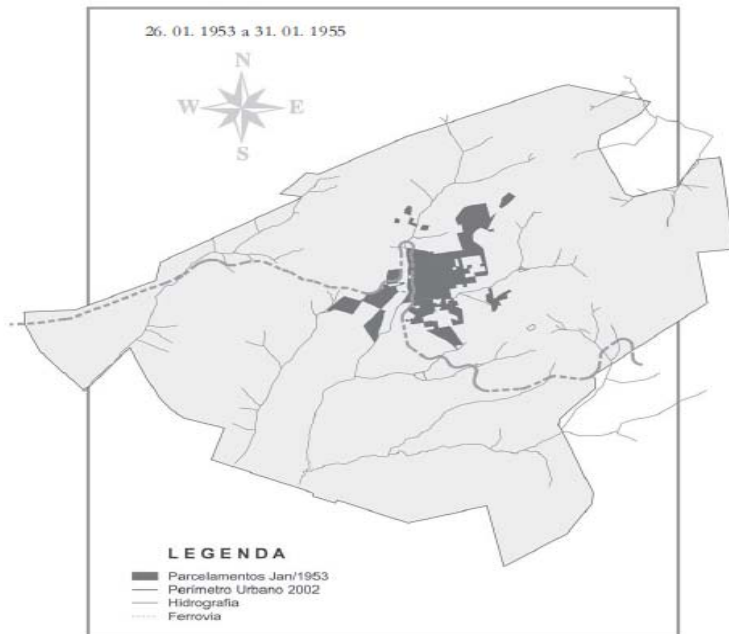 26. 01. 1953 a 31. 01. 1955
N
W E
S
LEGENDA
Parcelamentos Jan/1953
Perímetro Urbano 2002
Hidrografia
Ferrovia